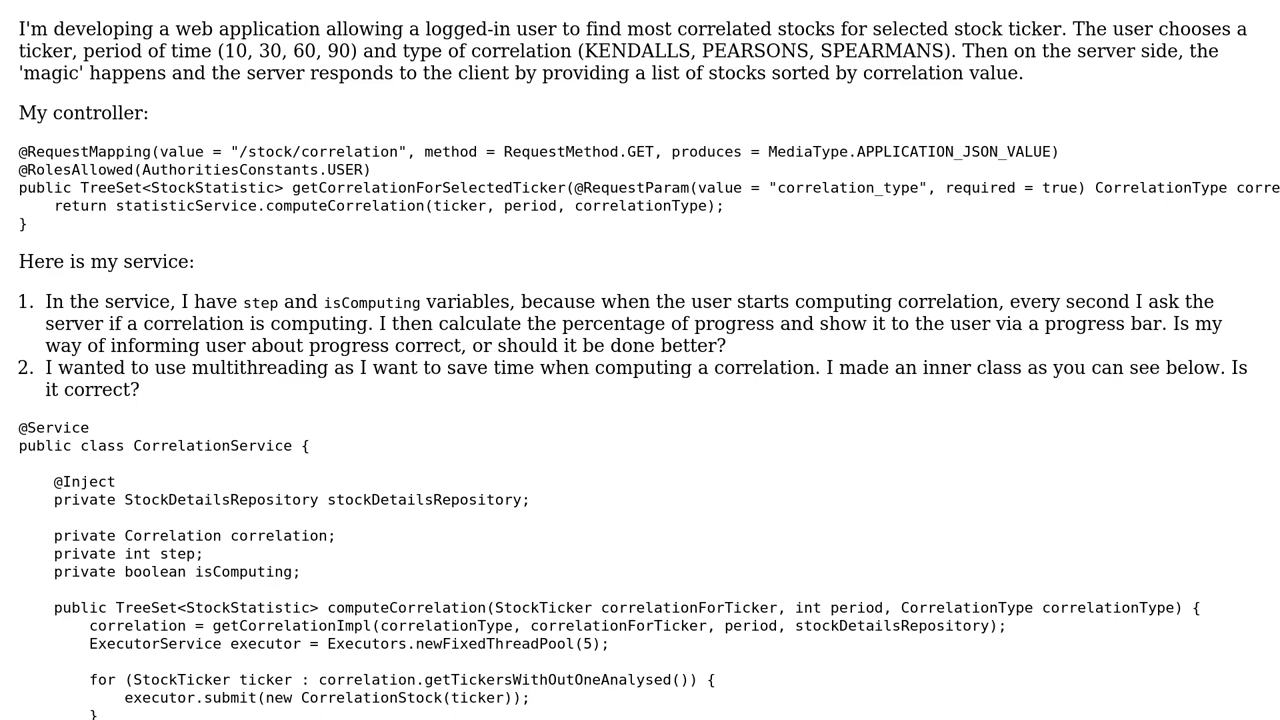 I'm developing a web application allowing a logged-in user to find most correlated stocks for selected stock ticker. The user chooses a
ticker, period of time (10, 30, 60, 90) and type of correlation (KENDALLS, PEARSONS, SPEARMANS). Then on the server side, the
'magic' happens and the server responds to the client by providing a list of stocks sorted by correlation value.
My controller:
@RequestMapping(value = "/stock/correlation", method = RequestMethod.GET, produces = MediaType.APPLICATION_JSON_VALUE)
@RolesAllowed(AuthoritiesConstants.USER)
public TreeSet<StockStatistic> getCorrelationForSelectedTicker(@RequestParam(value = "correlation_type", required = true) CorrelationType corre
    return statisticService.computeCorrelation(ticker, period, correlationType);
}
Here is my service:
1. In the service, I have step and isComputing variables, because when the user starts computing correlation, every second I ask the
server if a correlation is computing. I then calculate the percentage of progress and show it to the user via a progress bar. Is my
way of informing user about progress correct, or should it be done better?
2. I wanted to use multithreading as I want to save time when computing a correlation. I made an inner class as you can see below. Is
it correct?
@Service
public class CorrelationService {
    @Inject
    private StockDetailsRepository stockDetailsRepository;
    private Correlation correlation;
    private int step;
    private boolean isComputing;
    public TreeSet<StockStatistic> computeCorrelation(StockTicker correlationForTicker, int period, CorrelationType correlationType) {
        correlation = getCorrelationImpl(correlationType, correlationForTicker, period, stockDetailsRepository);
        ExecutorService executor = Executors.newFixedThreadPool(5);
        for (StockTicker ticker : correlation.getTickersWithOutOneAnalysed()) {
            executor.submit(new CorrelationStock(ticker));
        }